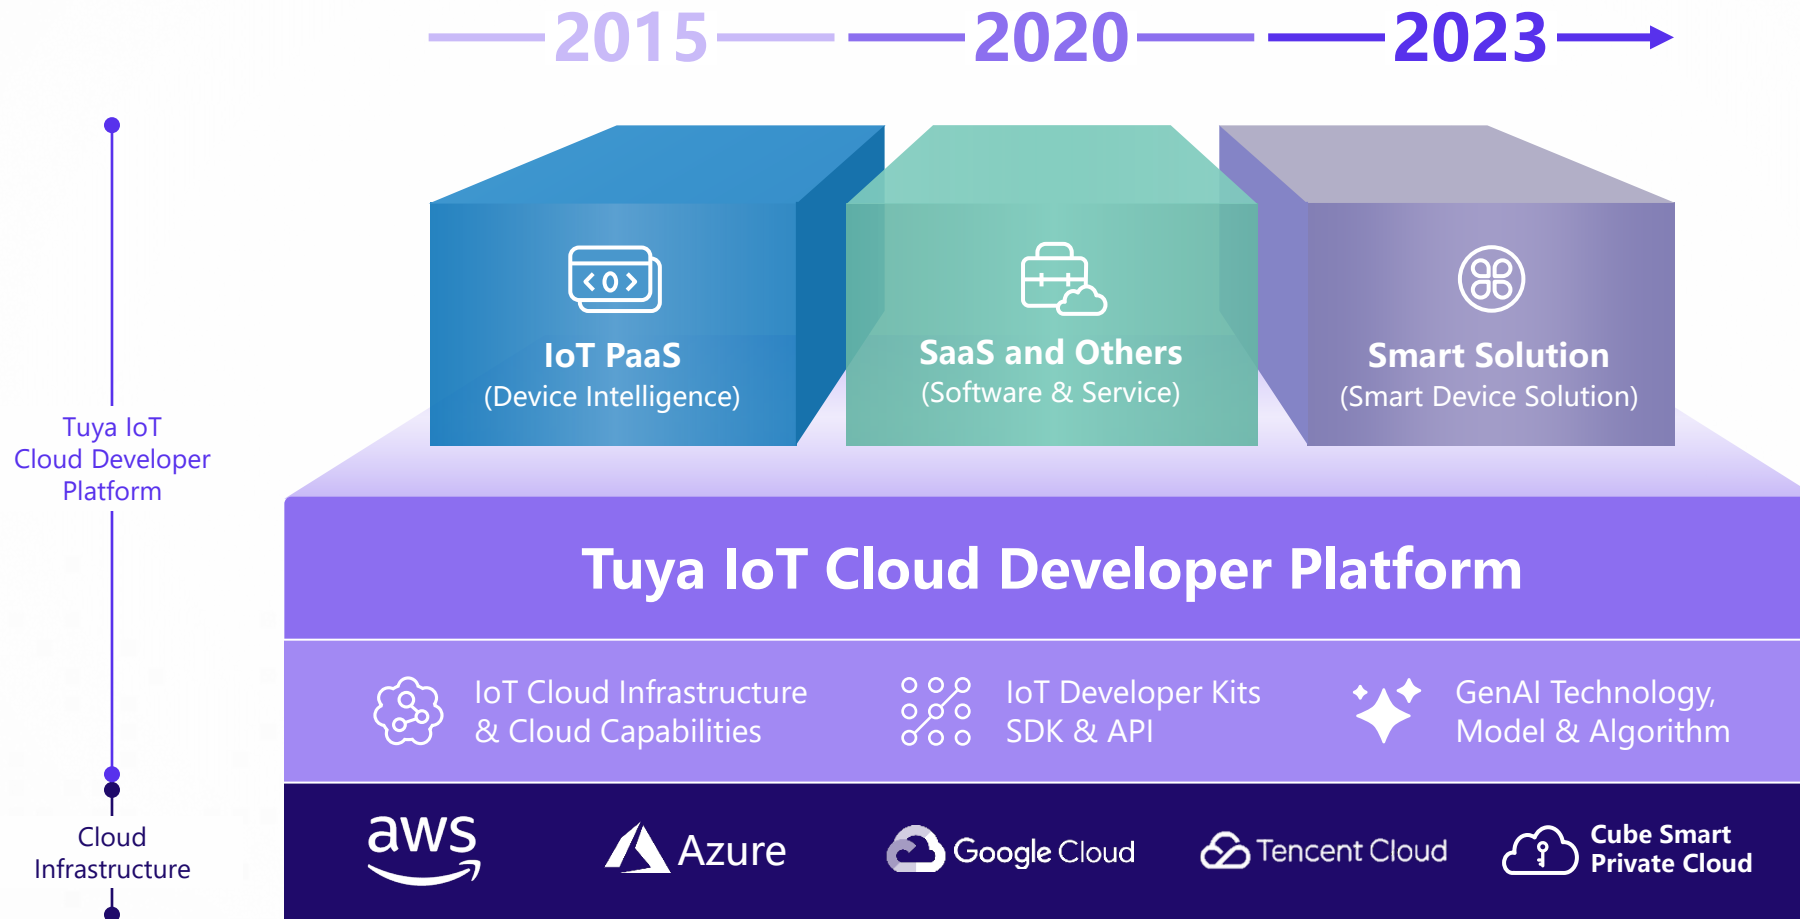 2015
2020
2023
IoT PaaS
(Device Intelligence)
SaaS and Others
(Software & Service)
Smart Solution
(Smart Device Solution)
Tuya IoT
Cloud Developer
Platform
Tuya IoT Cloud Developer Platform
IoT Cloud Infrastructure
& Cloud Capabilities
IoT Developer Kits
SDK & API
GenAI Technology,
Model & Algorithm
Cloud
Infrastructure
aws
Azure
Google Cloud
Tencent Cloud
Cube Smart
Private Cloud